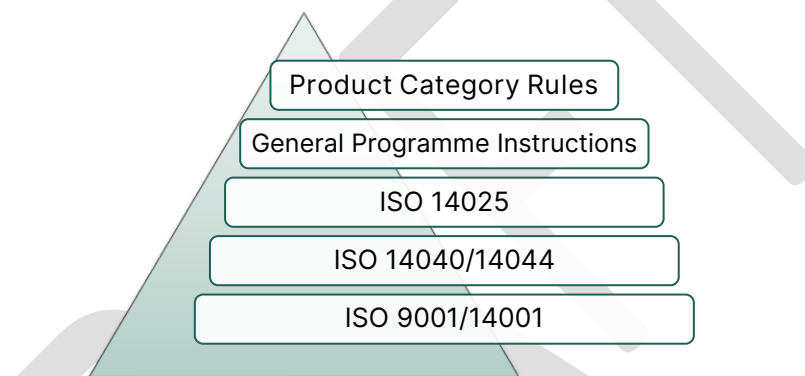 Product Category Rules
General Programme Instructions
ISO 14025
ISO 14040/14044
ISO 9001/14001